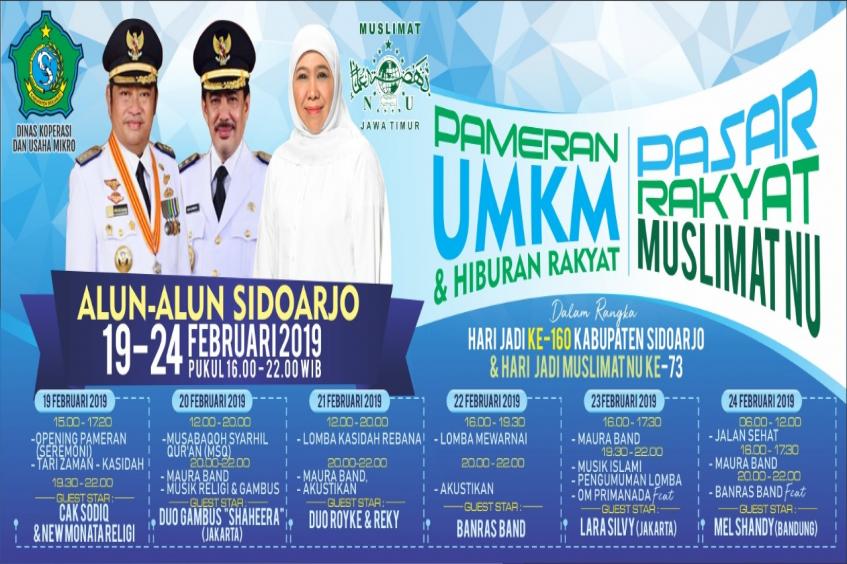 DINAS KOPERASI
DAN USAHA MIKRO
MUSLIMAT
N U
JAWA TIMUR
PAMERAN
UMKM
& HIBURAN RAKYAT
PASAR
RAKYAT
MUSLIMAT NU
ALUN-ALUN SIDOARJO
19-24 FEBRUARI 2019
PUKUL 16.00 - 22.00 WIB
Dalam Rangka
HARI JADI KE-160 KABUPATEN SIDOARJO
& HARI JADI MUSLIMAT NU KE-73
19 FEBRUARI 2019
15.00 - 17.20
- OPENING PAMERAN
(SEREMONI)
- TARI ZAMAN - KASIDAH
19.30 - 22.00
GUEST STAR :
CAK SODIQ
& NEW MONATA RELIGI
20 FEBRUARI 2019
12.00 - 20.00
- MUSABAQOH SYARHIL
QUR'AN (MSQ)
20.00-22.00
- MAURA BAND
- MUSIK RELIGI & GAMBUS
GUEST STAR :
DUO GAMBUS "SHAHEERA"
(JAKARTA)
21 FEBRUARI 2019
12.00 - 20.00
- LOMBA KASIDAH REBANA
20.00-22.00
- MAURA BAND,
- AKUSTIKAN
GUEST STAR :
DUO ROYKE & REKY
22 FEBRUARI 2019
16.00 - 19.30
- LOMBA MEWARNAI
20.00 - 22.00
- AKUSTIKAN
GUEST STAR :
BANRAS BAND
23 FEBRUARI 2019
16.00 - 17.30
- MAURA BAND
19.30 - 22.00
- MUSIK ISLAMI
- PENGUMUMAN LOMBA
- OM PRIMANADA Feat
GUEST STAR :
LARA SILVY (JAKARTA)
24 FEBRUARI 2019
06.00 - 12.00
- JALAN SEHAT
16.00 - 17.30
- MAURA BAND
20.00 - 22.00
- BANRAS BAND Feat
GUEST STAR :
MEL SHANDY (BANDUNG)